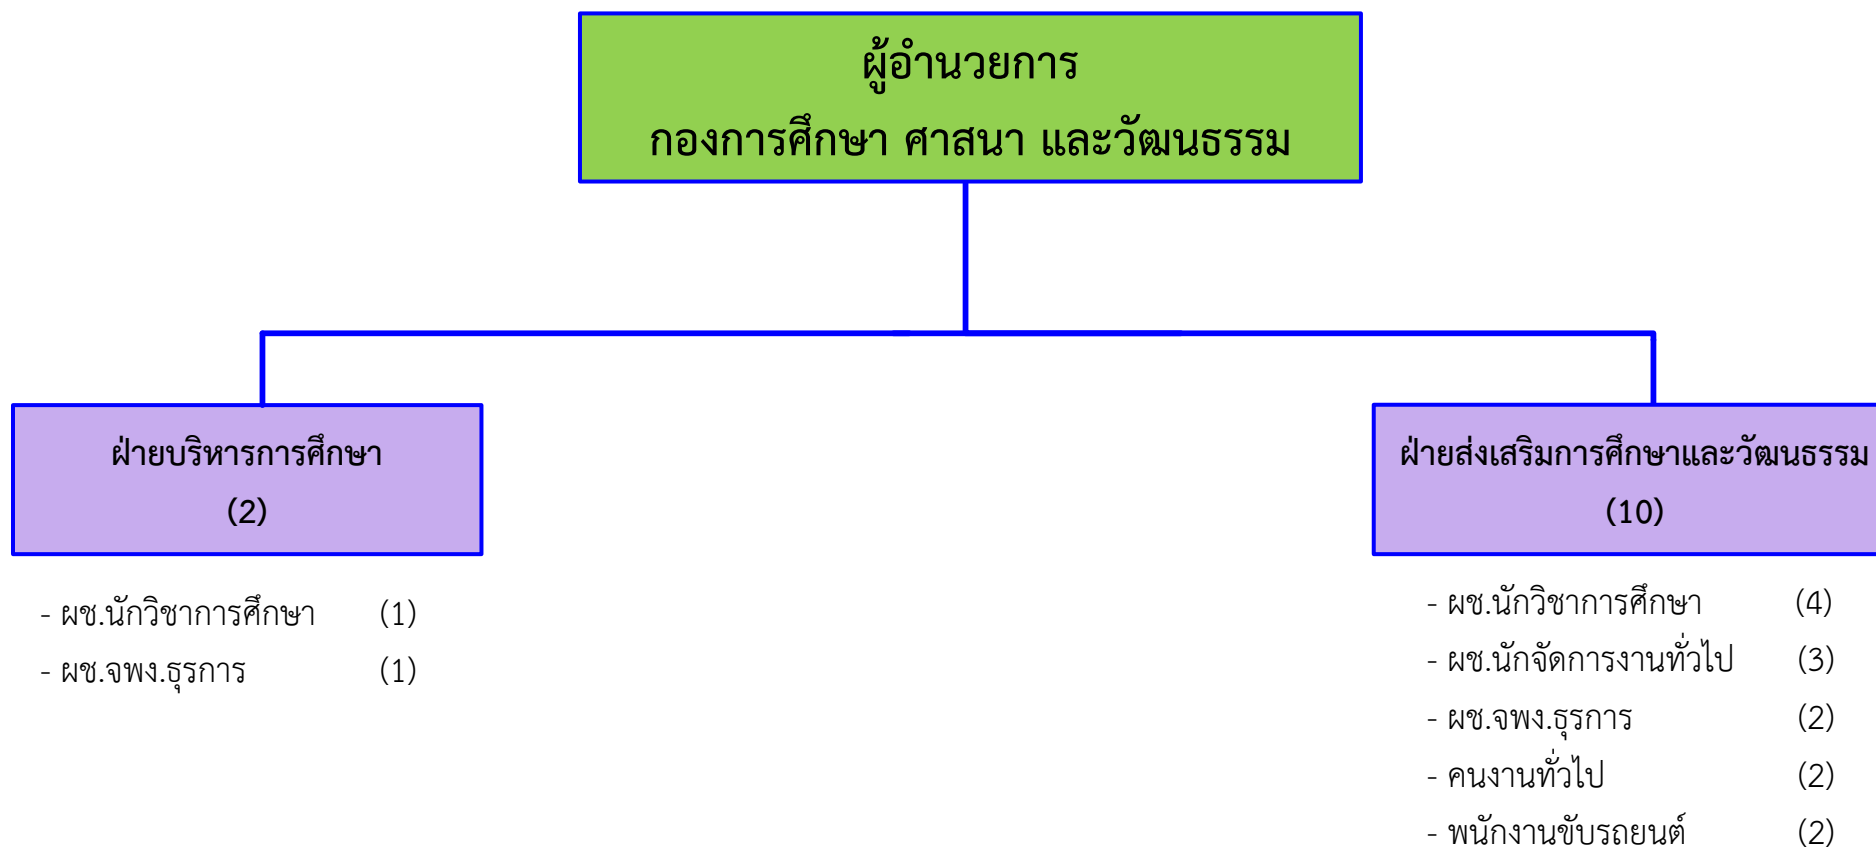 ผู้อำนวยการ
กองการศึกษา ศาสนา และวัฒนธรรม
ฝ่ายบริหารการศึกษา
(2)
- ผช.นักวิชาการศึกษา (1)
- ผช.จพง.ธุรการ (1)
ฝ่ายส่งเสริมการศึกษาและวัฒนธรรม
(10)
- ผช.นักวิชาการศึกษา (4)
- ผช.นักจัดการงานทั่วไป (3)
- ผช.จพง.ธุรการ (2)
- คนงานทั่วไป (2)
- พนักงานขับรถยนต์ (2)